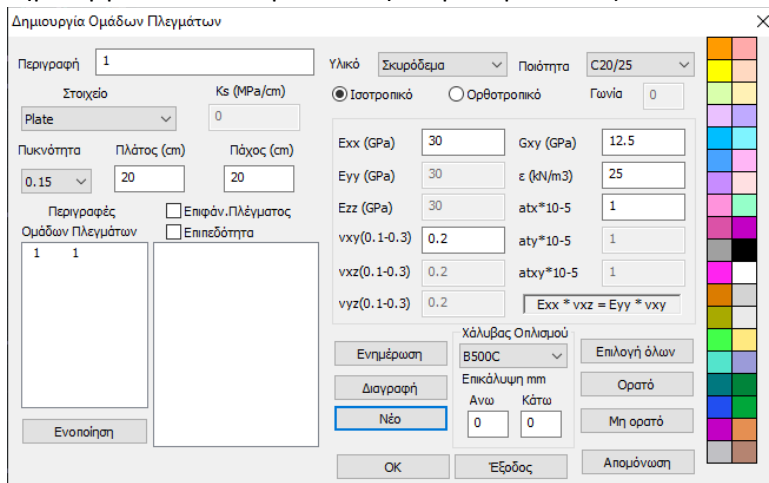 Δημιουργία Ομάδων Πλεγμάτων
Περιγραφή 1
Στοιχείο Ks (MPa/cm)
Plate 0
Πυκνότητα Πλάτος (cm) Πάχος (cm)
0.15 20 20
Περιγραφές
Ομάδων Πλεγμάτων
Επιφάν.Πλέγματος
Επιπεδότητα
1 1
Ενοποίηση
Υλικό Σκυρόδεμα Ποιότητα C20/25
Ισοτροπικό Ορθοτροπικό Γωνία 0
Exx (GPa) 30 Gxy (GPa) 12.5
Eyy (GPa) 30 ε (kN/m3) 25
Ezz (GPa) 30 atx*10-5 1
vxy(0.1-0.3) 0.2 aty*10-5 1
vxz(0.1-0.3) 0.2 atxy*10-5 1
vyz(0.1-0.3) 0.2 Exx * vxz = Eyy * vxy
Ενημέρωση
Διαγραφή
Νέο
Χάλυβας Οπλισμού
B500C
Επικάλυψη mm
Ανω Κάτω
0 0
Επιλογή όλων
Ορατό
Μη ορατό
OK Έξοδος Απομόνωση